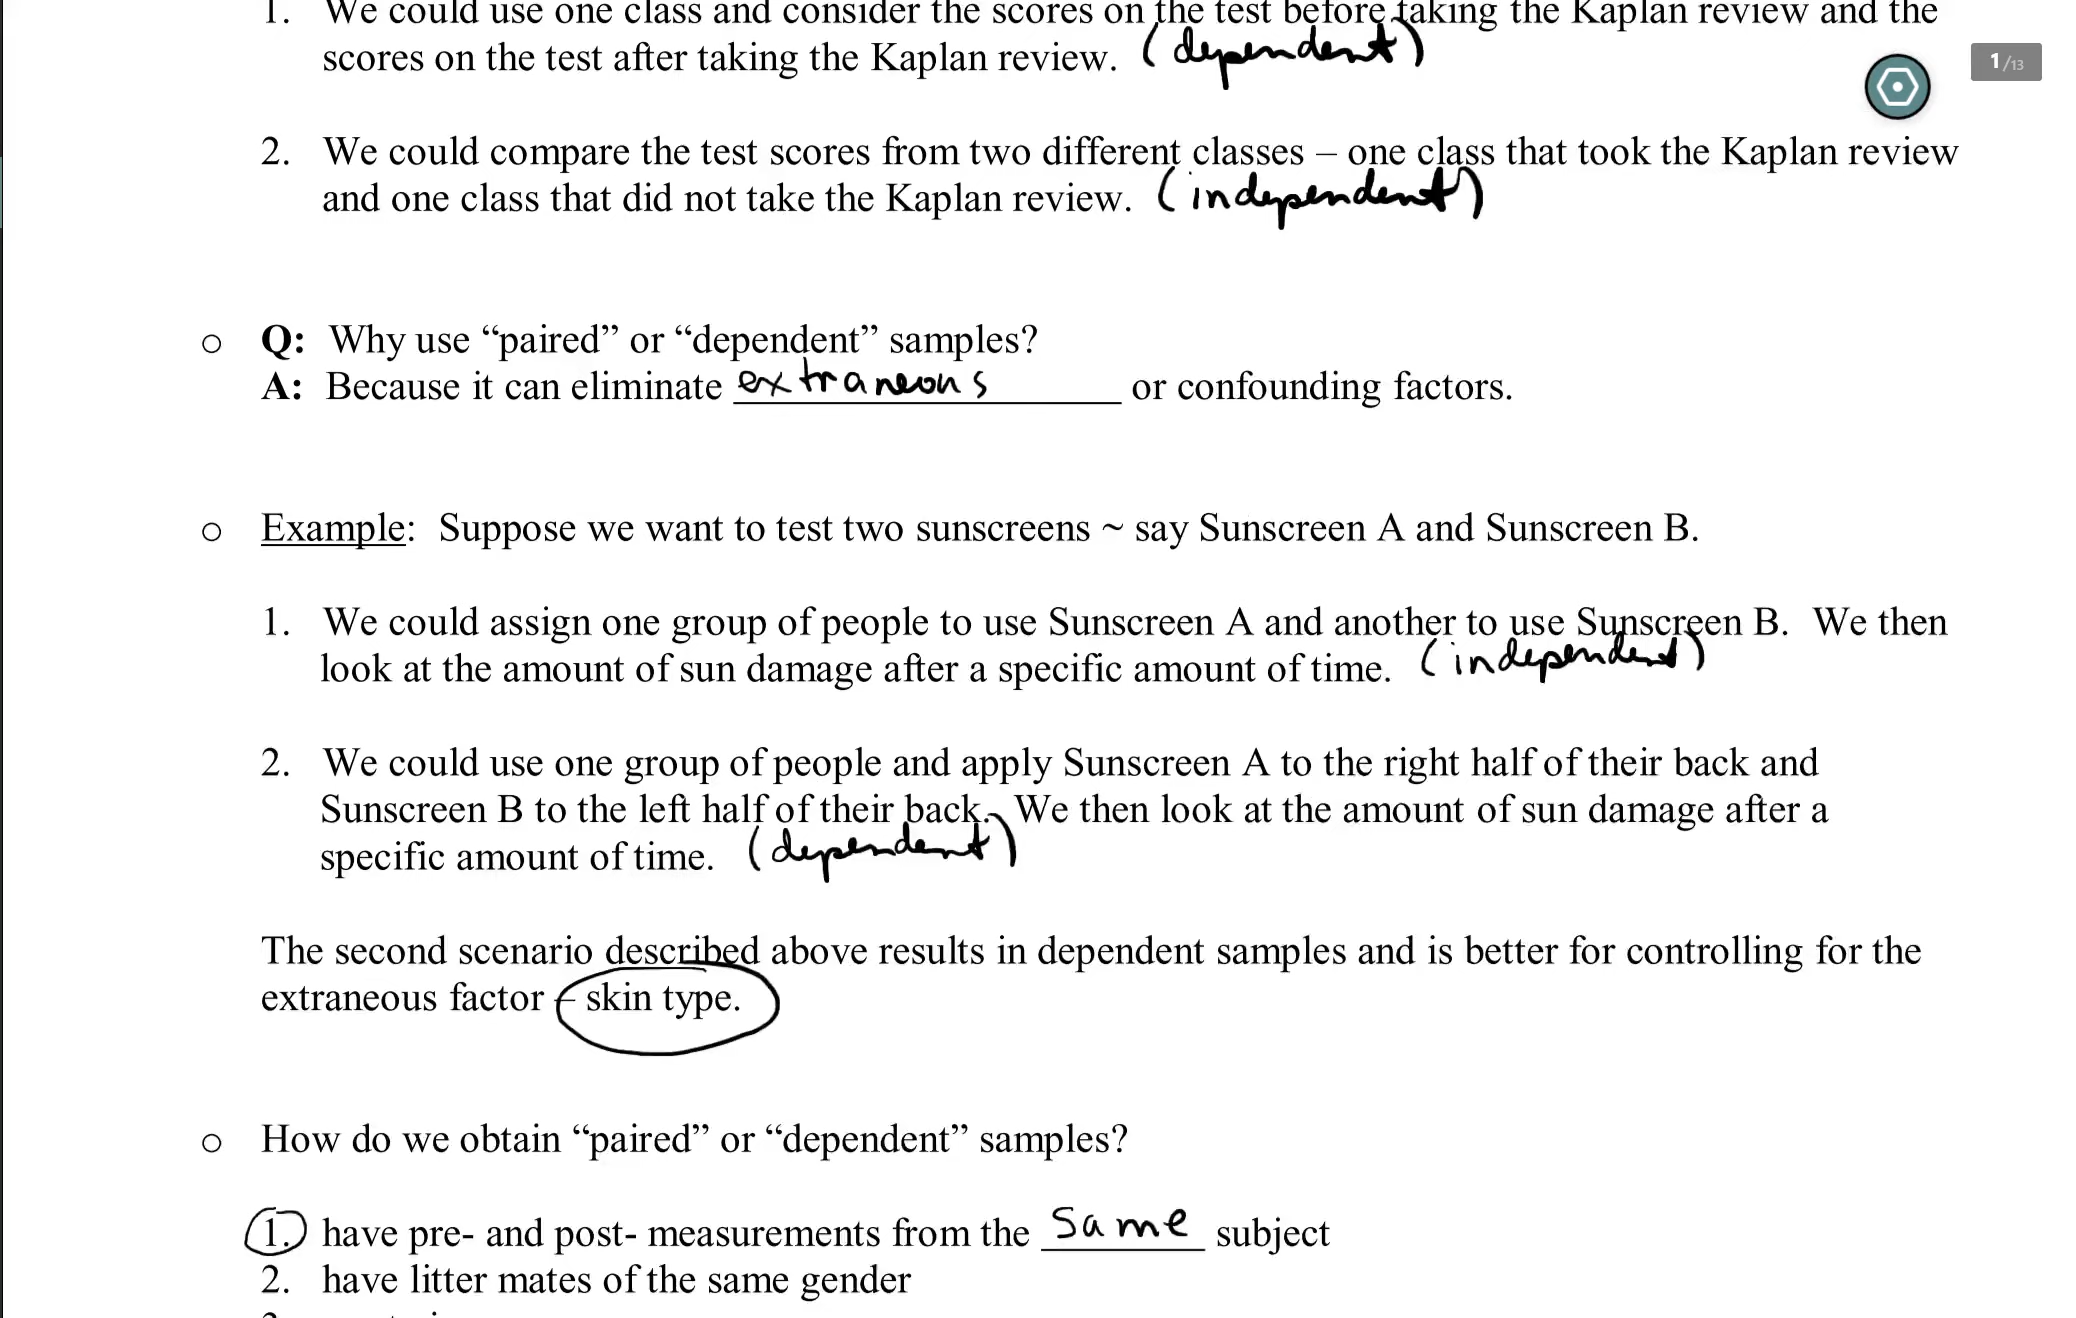 1. We could use one class and consider the scores on the test before taking the Kaplan review and the
scores on the test after taking the Kaplan review. (dependent)
1/13
2. We could compare the test scores from two different classes – one class that took the Kaplan review
and one class that did not take the Kaplan review. (independent)
o Q: Why use “paired” or “dependent” samples?
A: Because it can eliminate extraneous or confounding factors.
o Example: Suppose we want to test two sunscreens ~ say Sunscreen A and Sunscreen B.
1. We could assign one group of people to use Sunscreen A and another to use Sunscreen B. We then
look at the amount of sun damage after a specific amount of time. (independent)
2. We could use one group of people and apply Sunscreen A to the right half of their back and
Sunscreen B to the left half of their back. We then look at the amount of sun damage after a
specific amount of time. (dependent)
The second scenario described above results in dependent samples and is better for controlling for the
extraneous factor – skin type.
o How do we obtain “paired” or “dependent” samples?
1. have pre- and post- measurements from the same subject
2. have litter mates of the same gender